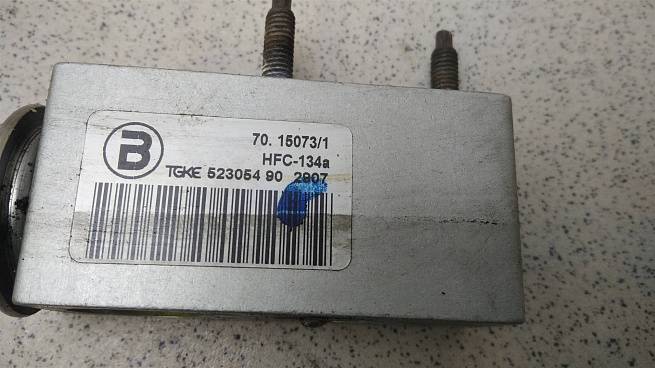 B
70. 15073/1
HFC-134a
TGKE 523054 90 2907